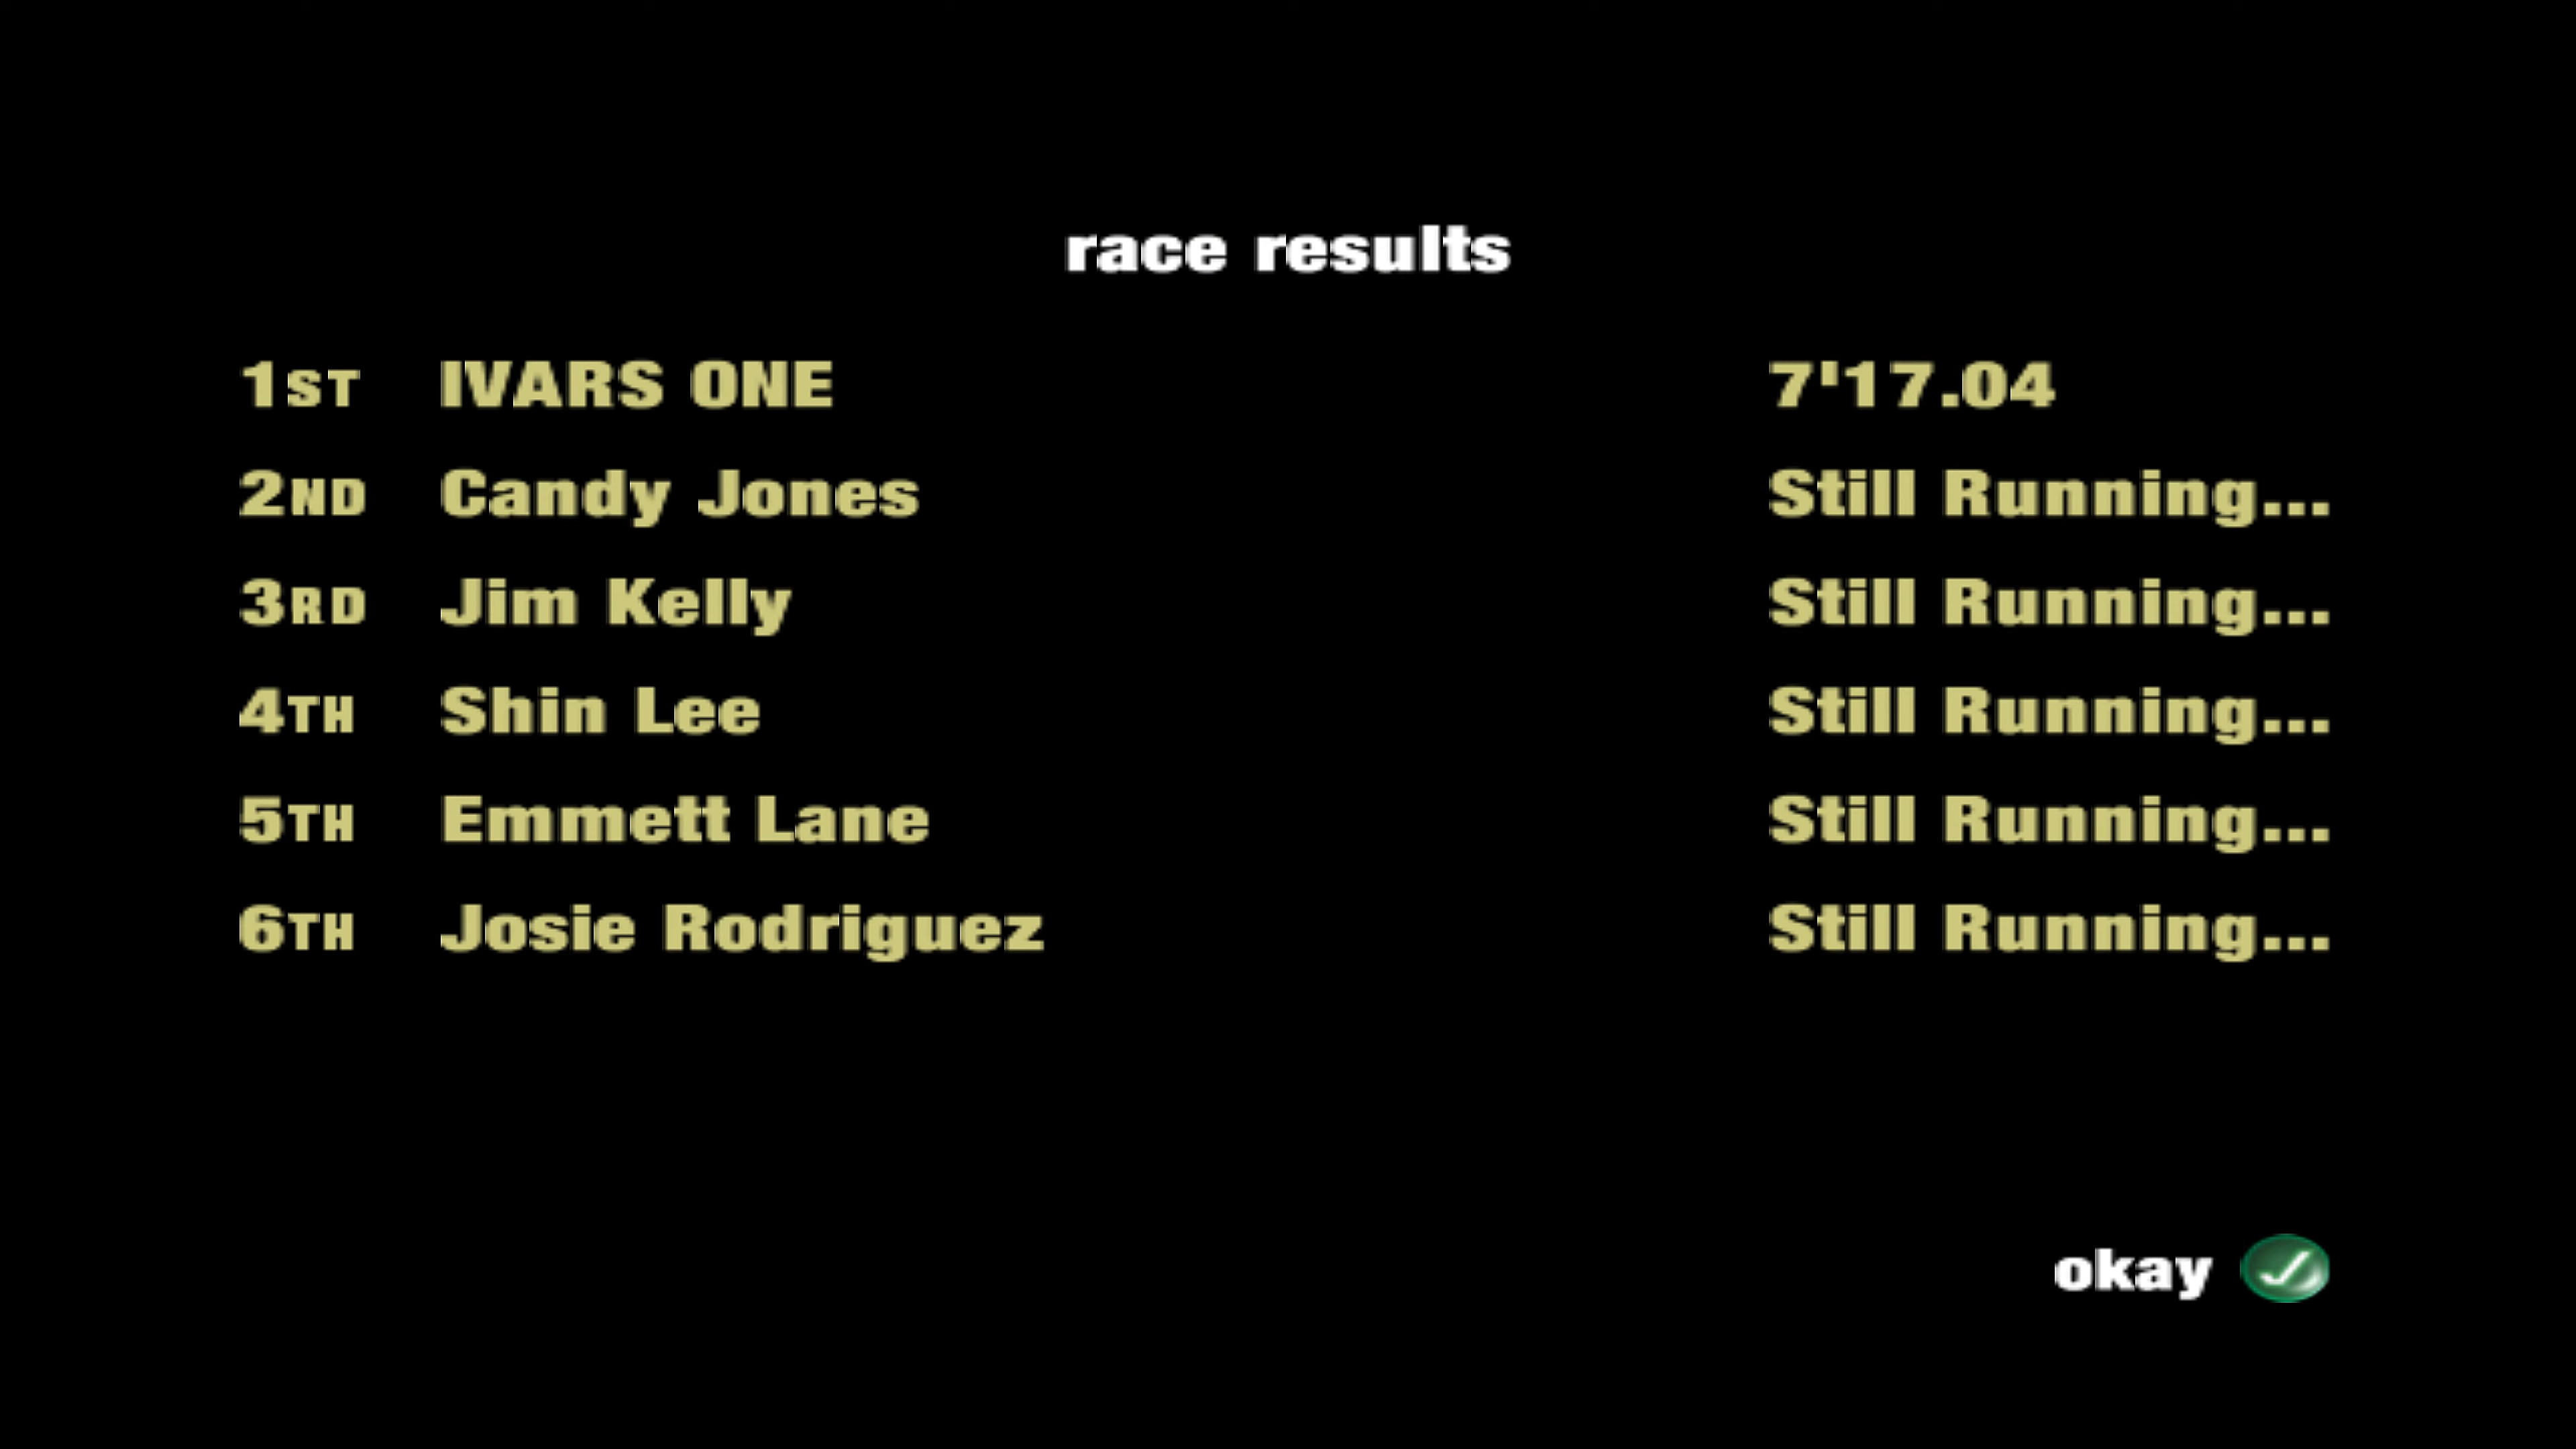 race results
1ST IVARS ONE 7'17.04
2ND Candy Jones Still Running...
3RD Jim Kelly Still Running...
4TH Shin Lee Still Running...
5TH Emmett Lane Still Running...
6TH Josie Rodriguez Still Running...
okay